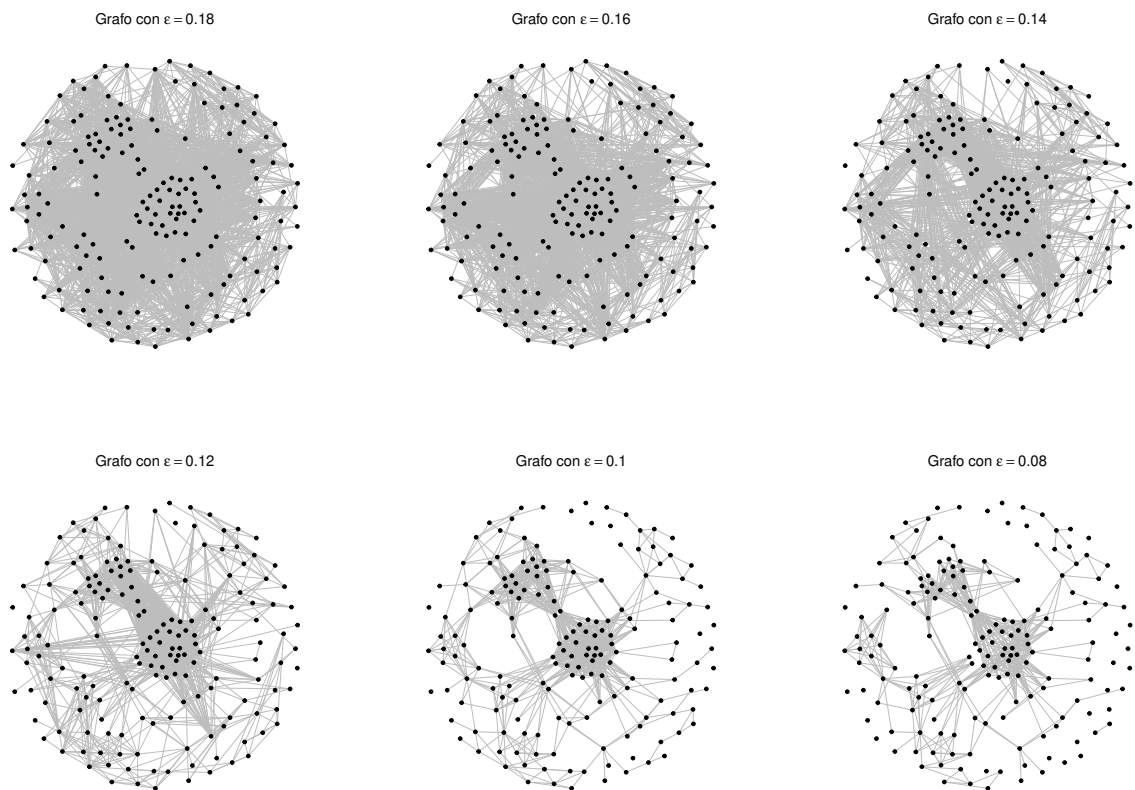 Grafo con ε = 0.18
Grafo con ε = 0.16
Grafo con ε = 0.14
Grafo con ε = 0.12
Grafo con ε = 0.1
Grafo con ε = 0.08